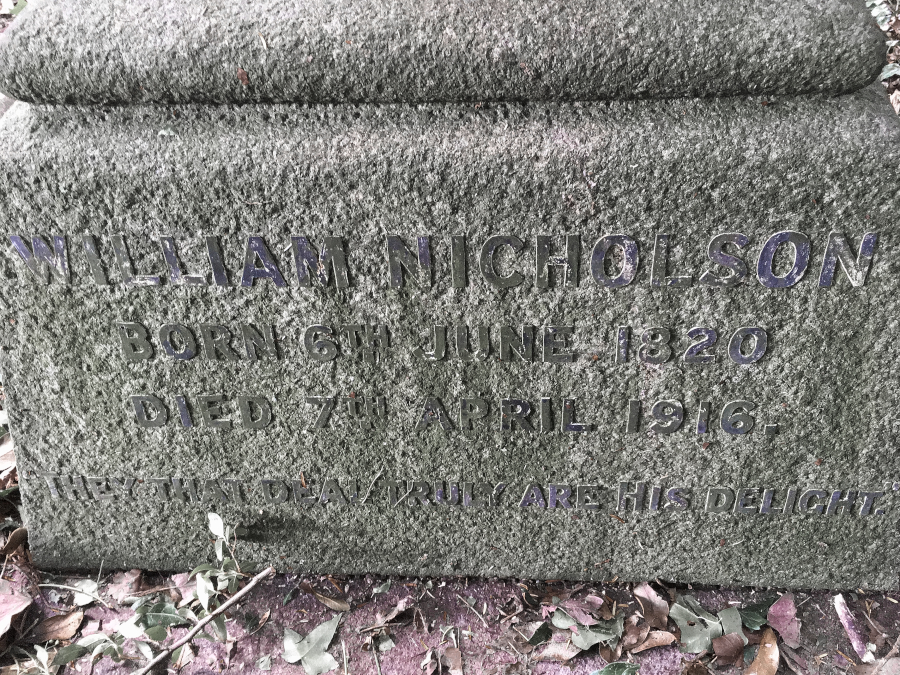 WILLIAM NICHOLSON
BORN 6TH JUNE 1820
DIED 7TH APRIL 1916.
"THEY THAT DEAL TRULY ARE HIS DELIGHT."